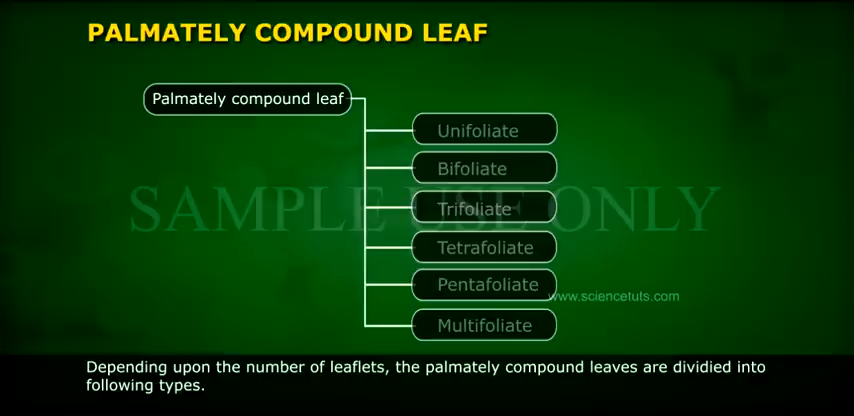 PALMATELY COMPOUND LEAF
Palmately compound leaf
Unifoliate
Bifoliate
SAMPLE USE ONLY
Trifoliate
Tetrafoliate
Pentafoliate
www.sciencetuts.com
Multifoliate
Depending upon the number of leaflets, the palmately compound leaves are dividied into
following types.